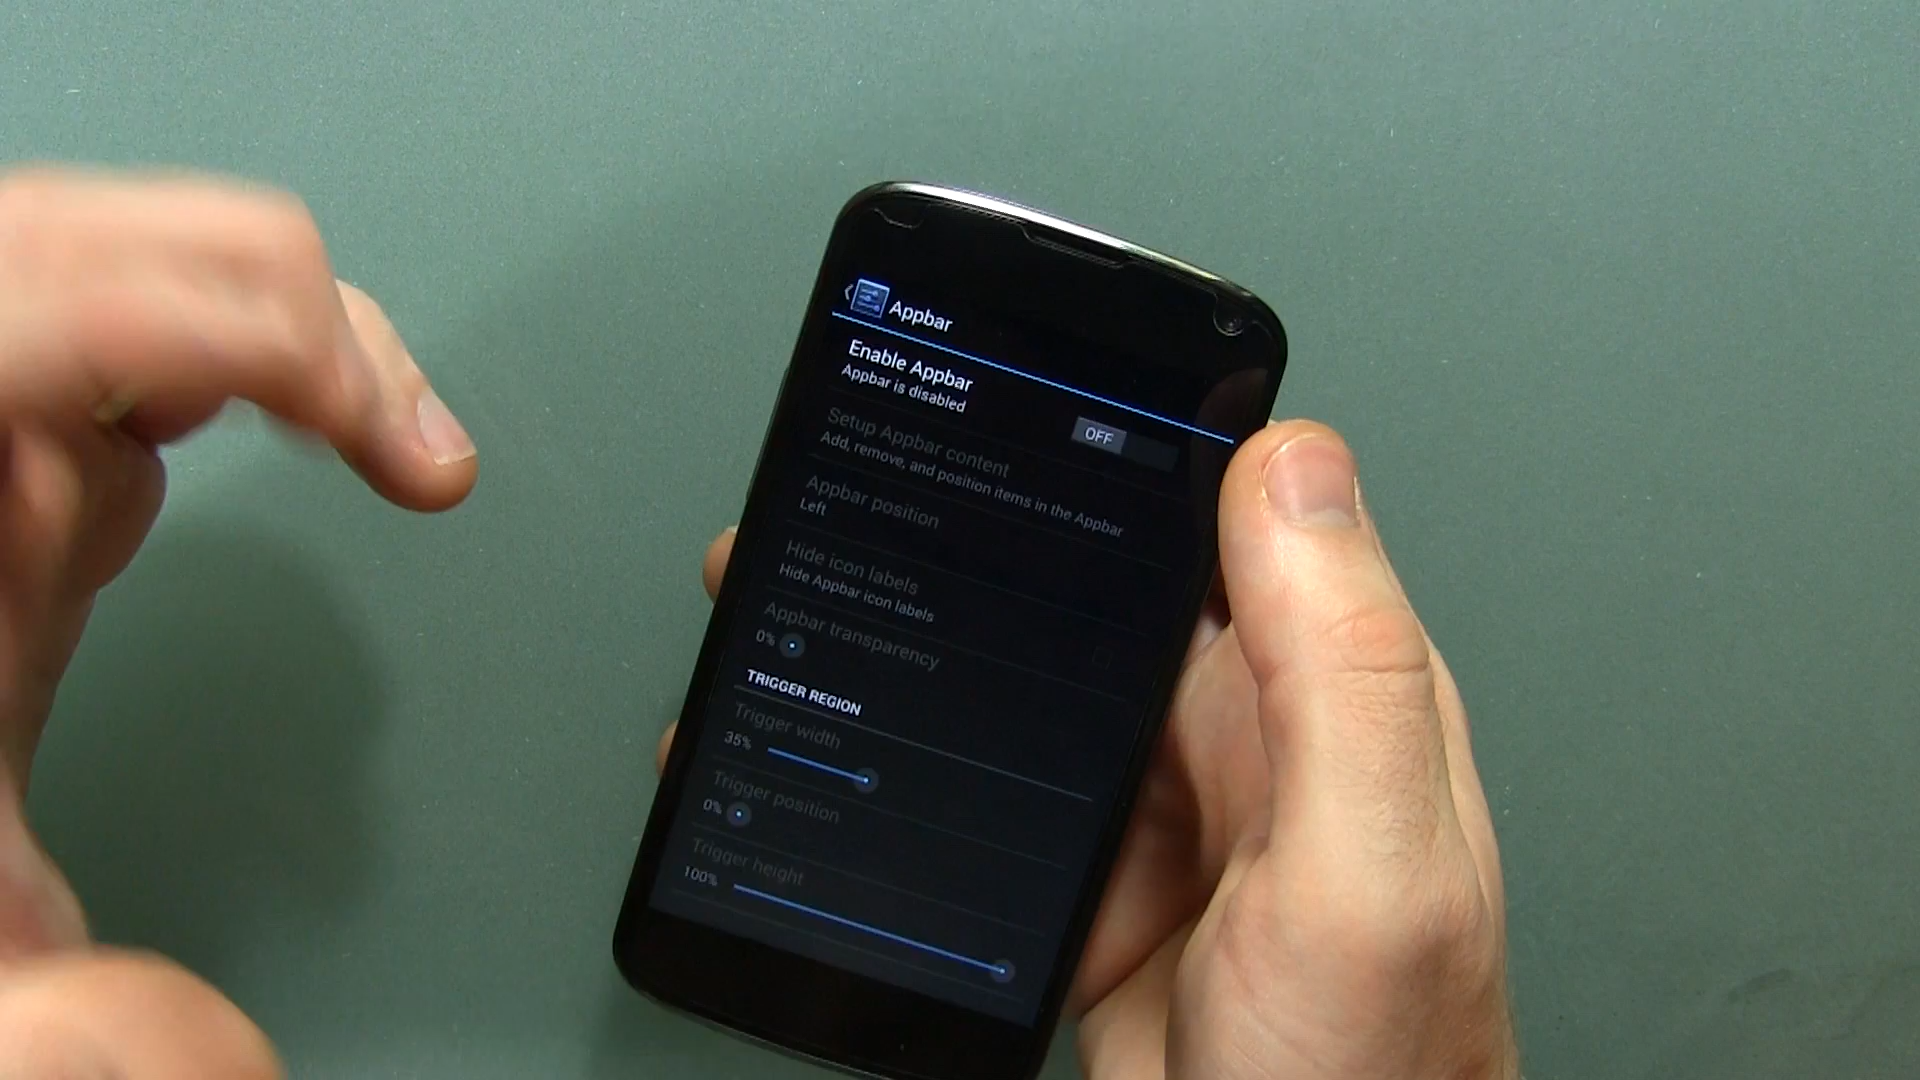 Appbar
Enable Appbar
Appbar is disabled
OFF
Setup Appbar content
Add, remove, and position items in the Appbar
Appbar position
Left
Hide icon labels
Hide Appbar icon labels
Appbar transparency
0%
TRIGGER REGION
Trigger width
35%
Trigger position
0%
Trigger height
100%